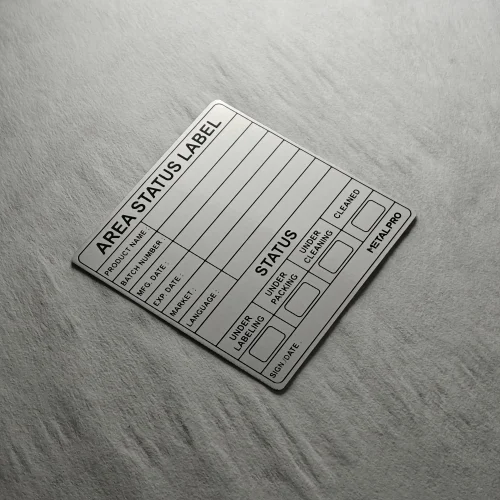 AREA STATUS LABEL
PRODUCT NAME
BATCH NUMBER
MFG. DATE :
EXP. DATE :
MARKET :
LANGUAGE :
STATUS
UNDER LABELING
UNDER PACKING
UNDER CLEANING
CLEANED
SIGN /DATE
METALPRO